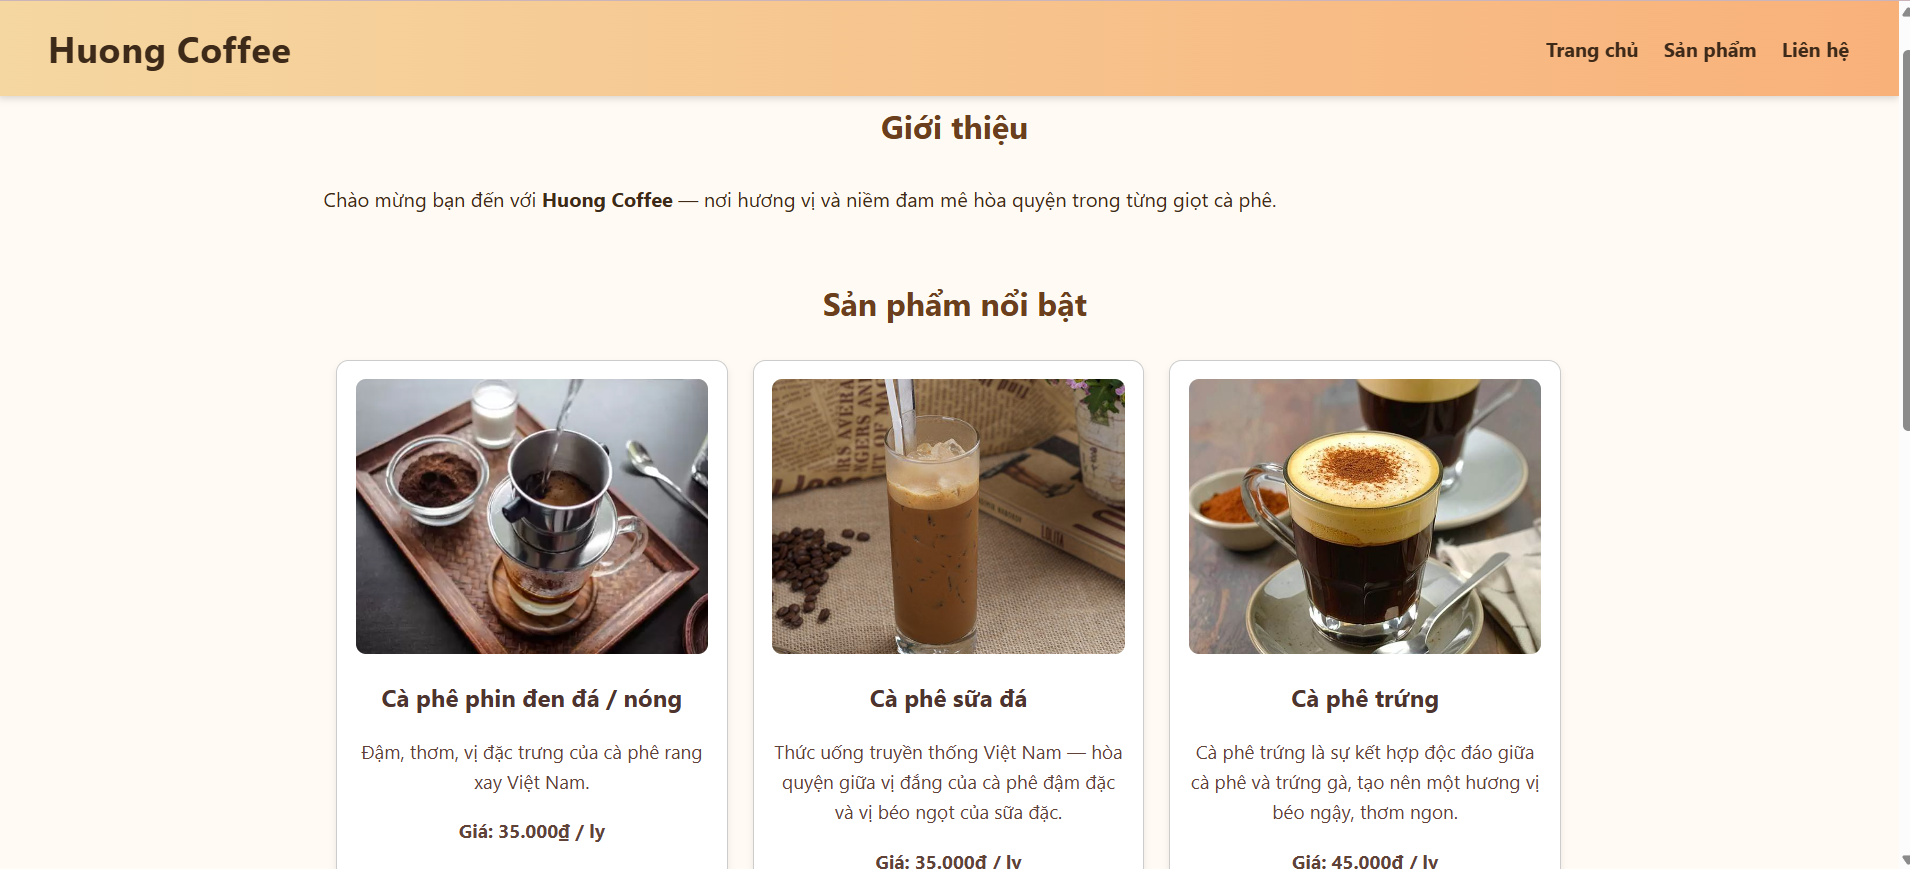 Huong Coffee
Trang chủ Sản phẩm Liên hệ
Giới thiệu
Chào mừng bạn đến với Huong Coffee — nơi hương vị và niềm đam mê hòa quyện trong từng giọt cà phê.
Sản phẩm nổi bật
Cà phê phin đen đá / nóng
Đậm, thơm, vị đặc trưng của cà phê rang
xay Việt Nam.
Giá: 35.000₫ / ly
LOLITA
Cà phê sữa đá
Thức uống truyền thống Việt Nam — hòa
quyện giữa vị đắng của cà phê đậm đặc
và vị béo ngọt của sữa đặc.
Giá: 35.000₫ / ly
Cà phê trứng
Cà phê trứng là sự kết hợp độc đáo giữa
cà phê và trứng gà, tạo nên một hương vị
béo ngậy, thơm ngon.
Giá: 45.000₫ / ly